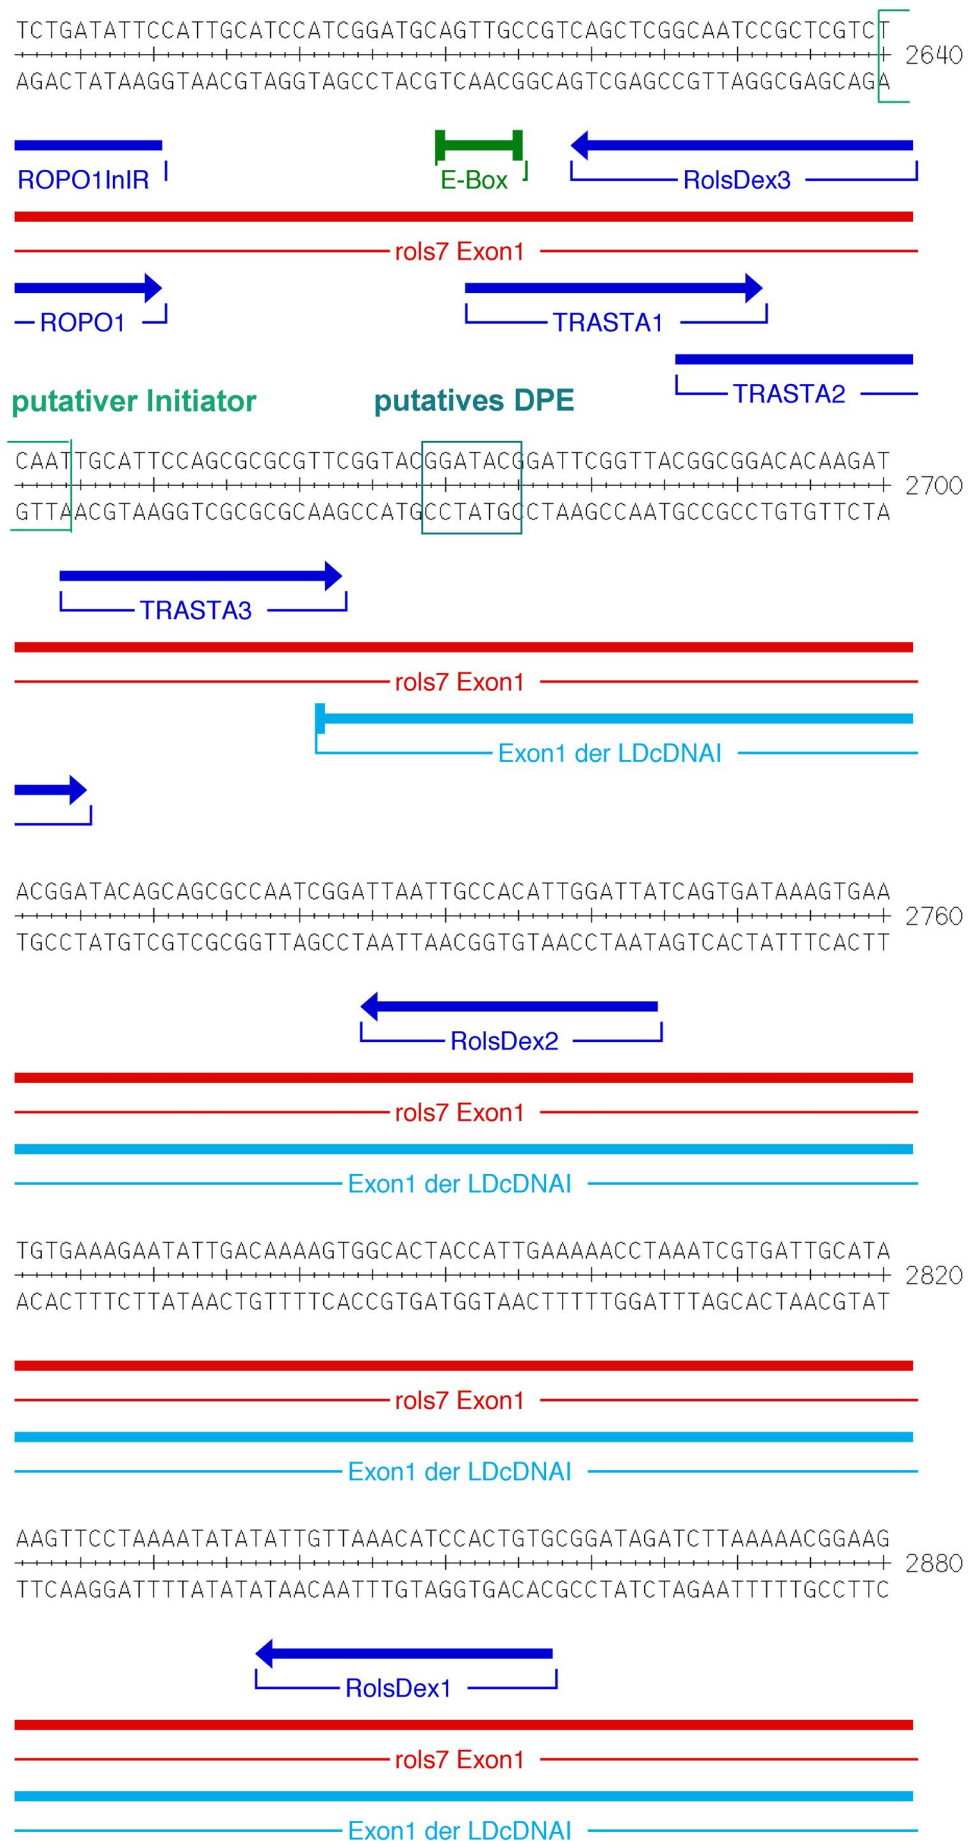 TCTGATATTCCATTGCATCCATCGGATGCAGTTGCCGTCAGCTCGGCAATCCGCTCGTCT
2640
AGACTATAAGGTAACGTAGGTAGCCTACGTCAACGGCAGTCGAGCCGTTAGGCGAGCAGA
ROPO1InIR E-Box RolsDex3
rols7 Exon1
ROPO1 TRASTA1
TRASTA2
putativer Initiator putatives DPE
CAATTGCATTCCAGCGCGCGTTCGGTACGGATACGGATTCGGTTACGGCGGACACAAGAT
2700
GTTAACGTAAGGTCGCGCGCAAGCCATGCCTATGCCTAAGCCAATGCCGCCTGTGTTCTA
TRASTA3
rols7 Exon1
Exon1 der LDcDNAI
ACGGATACAGCAGCGCCAATCGGATTAATTGCCACATTGGATTATCAGTGATAAAGTGAA
2760
TGCCTATGTCGTCGCGGTTAGCCTAATTAACGGTGTAACCTAATAGTCACTATTTCACTT
RolsDex2
rols7 Exon1
Exon1 der LDcDNAI
TGTGAAAGAATATTGACAAAAGTGGCACTACCATTGAAAAACCTAAATCGTGATTGCATA
2820
ACACTTTCTTATAACTGTTTTCACCGTGATGGTAACTTTTTGGATTTAGCACTAACGTAT
rols7 Exon1
Exon1 der LDcDNAI
AAGTTCCTAAAATATATATTGTTAAACATCCACTGTGCGGATAGATCTTAAAAACGGAAG
2880
TTCAAGGATTTTATATATAACAATTTGTAGGTGACACGCCTATCTAGAATTTTTGCCTTC
RolsDex1
rols7 Exon1
Exon1 der LDcDNAI